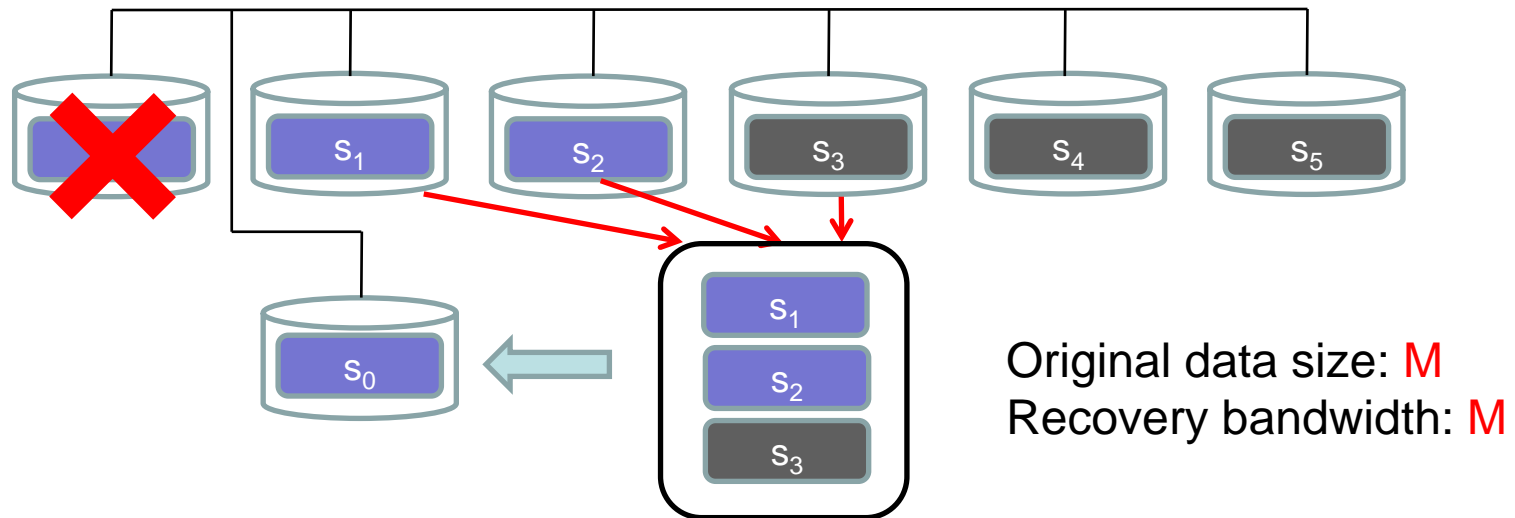 s₁ s₂ s₃ s₄ s₅
s₁
s₀
s₂
s₃
Original data size: M
Recovery bandwidth: M